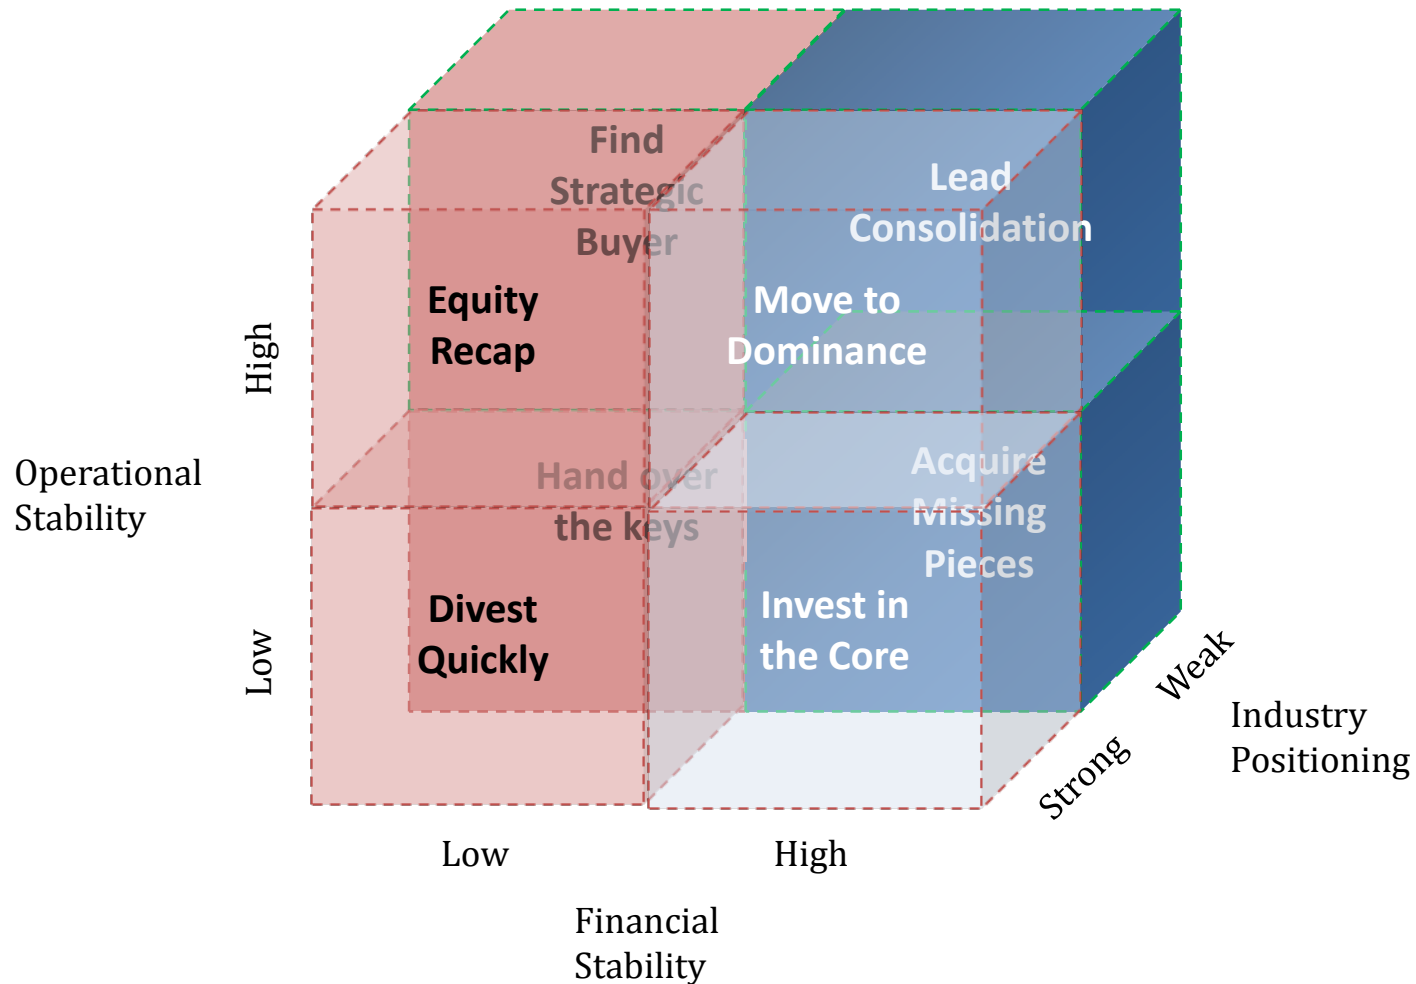 Find
Strategic
Buyer
Lead
Consolidation
Equity
Recap
Move to
Dominance
High
Operational
Stability
Hand over
the keys
Acquire
Missing
Pieces
Divest
Quickly
Invest in
the Core
Low
Weak
Strong
Industry
Positioning
Low
High
Financial
Stability